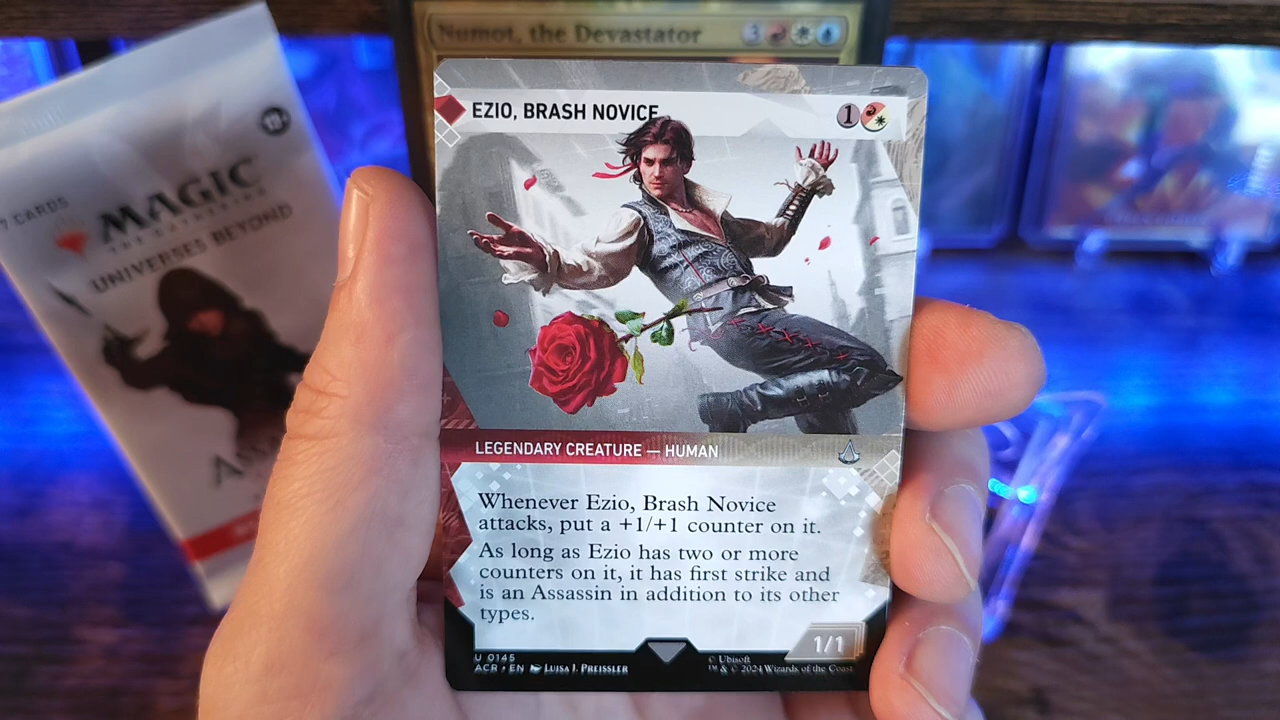 Numot, the Devastator 3
EZIO, BRASH NOVICE 1
7 CARDS
MAGIC
THE GATHERING
UNIVERSES BEYOND
LEGENDARY CREATURE — HUMAN
Whenever Ezio, Brash Novice
attacks, put a +1/+1 counter on it.
As long as Ezio has two or more
counters on it, it has first strike and
is an Assassin in addition to its other
types.
1/1
U 0145
ACR • EN LUISA J. PREISSLER
© Ubisoft
™ & © 2024 Wizards of the Coast